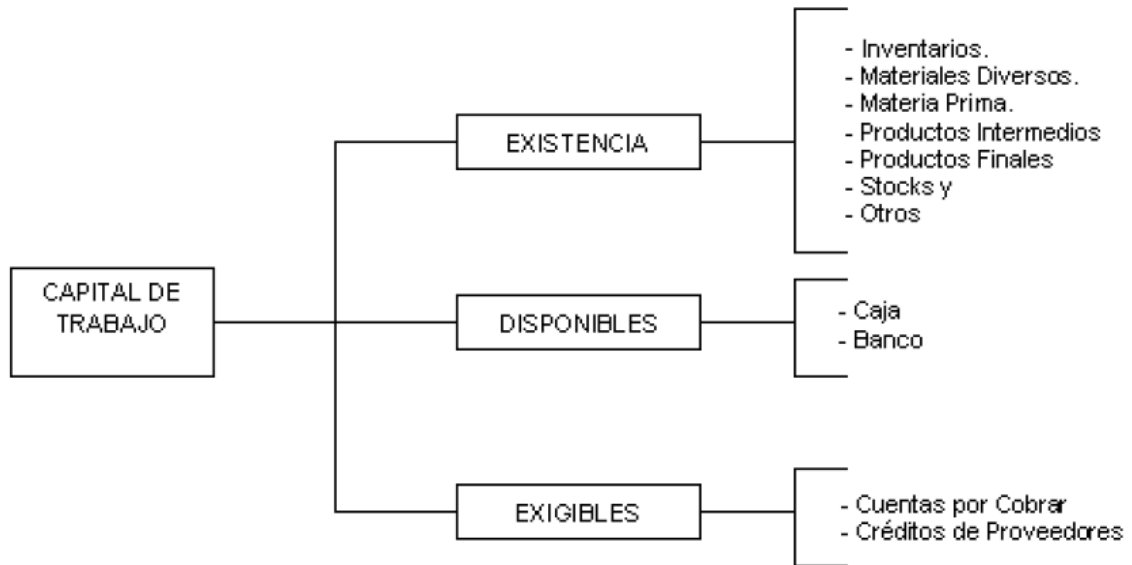 CAPITAL DE
TRABAJO
EXISTENCIA
- Inventarios.
- Materiales Diversos.
- Materia Prima.
- Productos Intermedios
- Productos Finales
- Stocks y
- Otros
DISPONIBLES
- Caja
- Banco
EXIGIBLES
- Cuentas por Cobrar
- Créditos de Proveedores